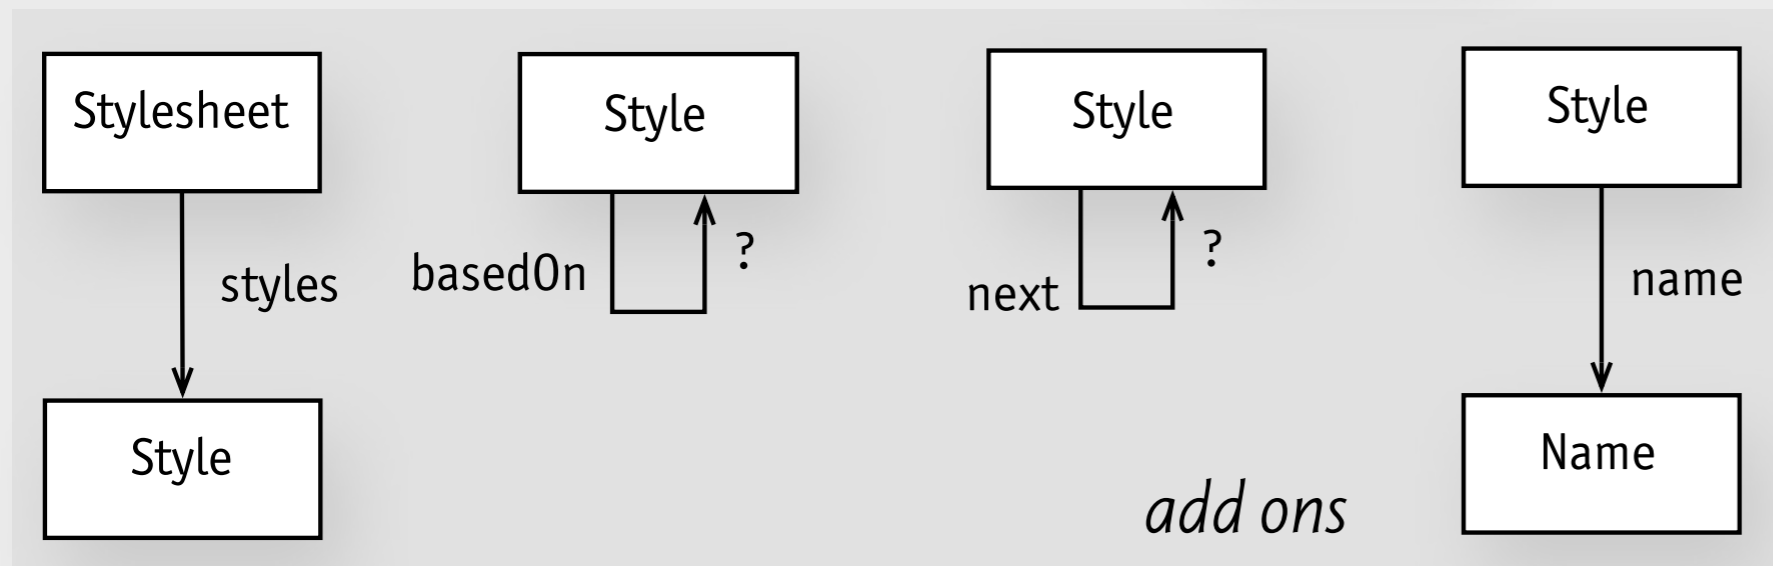 Stylesheet
styles
Style
Style
basedOn
?
Style
next
?
Style
name
Name
add ons